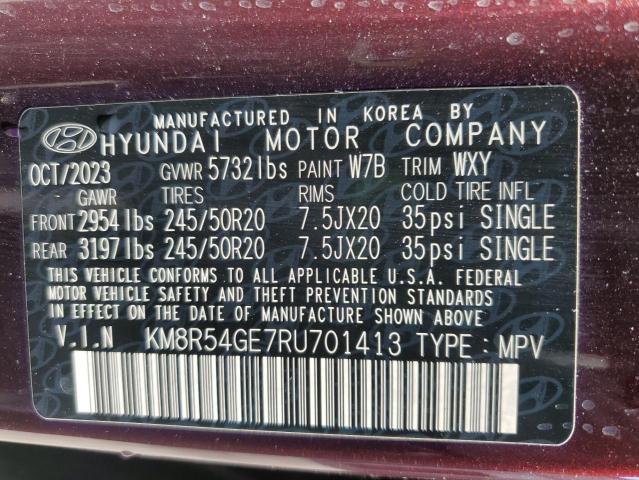 MANUFACTURED IN KOREA BY
HYUNDAI MOTOR COMPANY
OCT/2023 GVWR 5732lbs PAINT W7B TRIM WXY
GAWR TIRES RIMS COLD TIRE INFL
FRONT 2954lbs 245/50R20 7.5JX20 35psi SINGLE
REAR 3197lbs 245/50R20 7.5JX20 35psi SINGLE
THIS VEHICLE CONFORMS TO ALL APPLICABLE U.S.A. FEDERAL
MOTOR VEHICLE SAFETY AND THEFT PREVENTION STANDARDS IN
EFFECT ON THE DATE OF MANUFACTURE SHOWN ABOVE.
V.I.N KM8R54GE7RU701413 TYPE : MPV